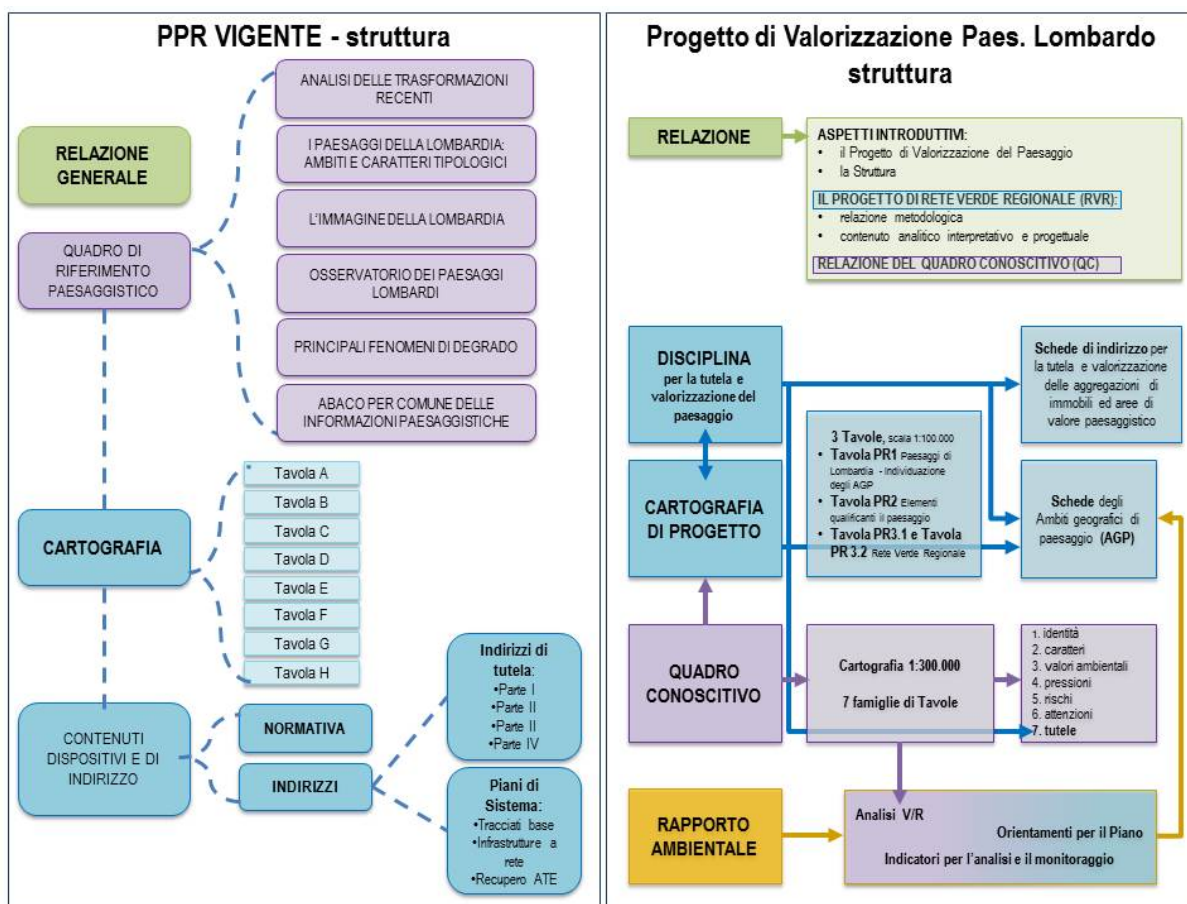 PPR VIGENTE - struttura
RELAZIONE
GENERALE
QUADRO DI
RIFERIMENTO
PAESAGGISTICO
ANALISI DELLE TRASFORMAZIONI
RECENTI
I PAESAGGI DELLA LOMBARDIA:
AMBITI E CARATTERI TIPOLOGICI
L'IMMAGINE DELLA LOMBARDIA
OSSERVATORIO DEI PAESAGGI
LOMBARDI
PRINCIPALI FENOMENI DI DEGRADO
ABACO PER COMUNE DELLE
INFORMAZIONI PAESAGGISTICHE
CARTOGRAFIA
• Tavola A
Tavola B
Tavola C
Tavola D
Tavola E
Tavola F
Tavola G
Tavola H
CONTENUTI
DISPOSITIVI E DI
INDIRIZZO
NORMATIVA
INDIRIZZI
Indirizzi di
tutela:
•Parte I
•Parte II
•Parte II
•Parte IV
Piani di
Sistema:
•Tracciati base
•Infrastrutture a
rete
•Recupero ATE
Progetto di Valorizzazione Paes. Lombardo
struttura
RELAZIONE
ASPETTI INTRODUTTIVI:
• il Progetto di Valorizzazione del Paesaggio
• la Struttura
IL PROGETTO DI RETE VERDE REGIONALE (RVR):
• relazione metodologica
• contenuto analitico interpretativo e progettuale
RELAZIONE DEL QUADRO CONOSCITIVO (QC)
DISCIPLINA
per la tutela e
valorizzazione del
paesaggio
Schede di indirizzo per
la tutela e valorizzazione
delle aggregazioni di
immobili ed aree di
valore paesaggistico
CARTOGRAFIA
DI PROGETTO
3 Tavole, scala 1:100.000
• Tavola PR1 Paesaggi di
Lombardia - Individuazione
degli AGP
• Tavola PR2 Elementi
qualificanti il paesaggio
• Tavola PR3.1 e Tavola
PR 3.2 Rete Verde Regionale
Schede degli
Ambiti geografici di
paesaggio (AGP)
QUADRO
CONOSCITIVO
Cartografia 1:300.000
7 famiglie di Tavole
1. identità
2. caratteri
3. valori ambientali
4. pressioni
5. rischi
6. attenzioni
7. tutele
RAPPORTO
AMBIENTALE
Analisi V/R
Orientamenti per il Piano
Indicatori per l'analisi e il monitoraggio